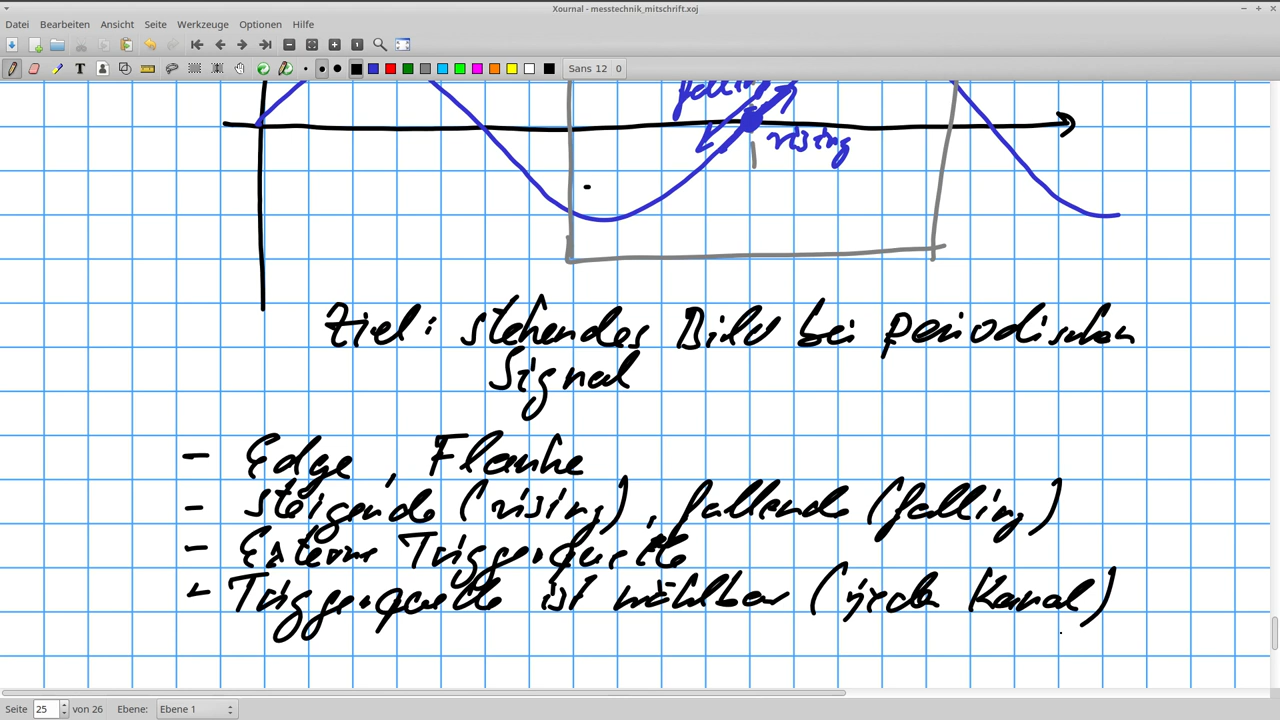 Xournal - messtechnik_mitschrift.xoj
Datei Bearbeiten Ansicht Seite Werkzeuge Optionen Hilfe
Sans 12 0
falling
rising
Ziel: stehendes Bild bei periodischen
Signal
- Edge, Flanke
- steigende (rising), fallende (falling)
- Externe Triggerquelle
- Triggerquelle ist wählbar (jeder Kanal)
Seite 25 von 26 Ebene: Ebene 1